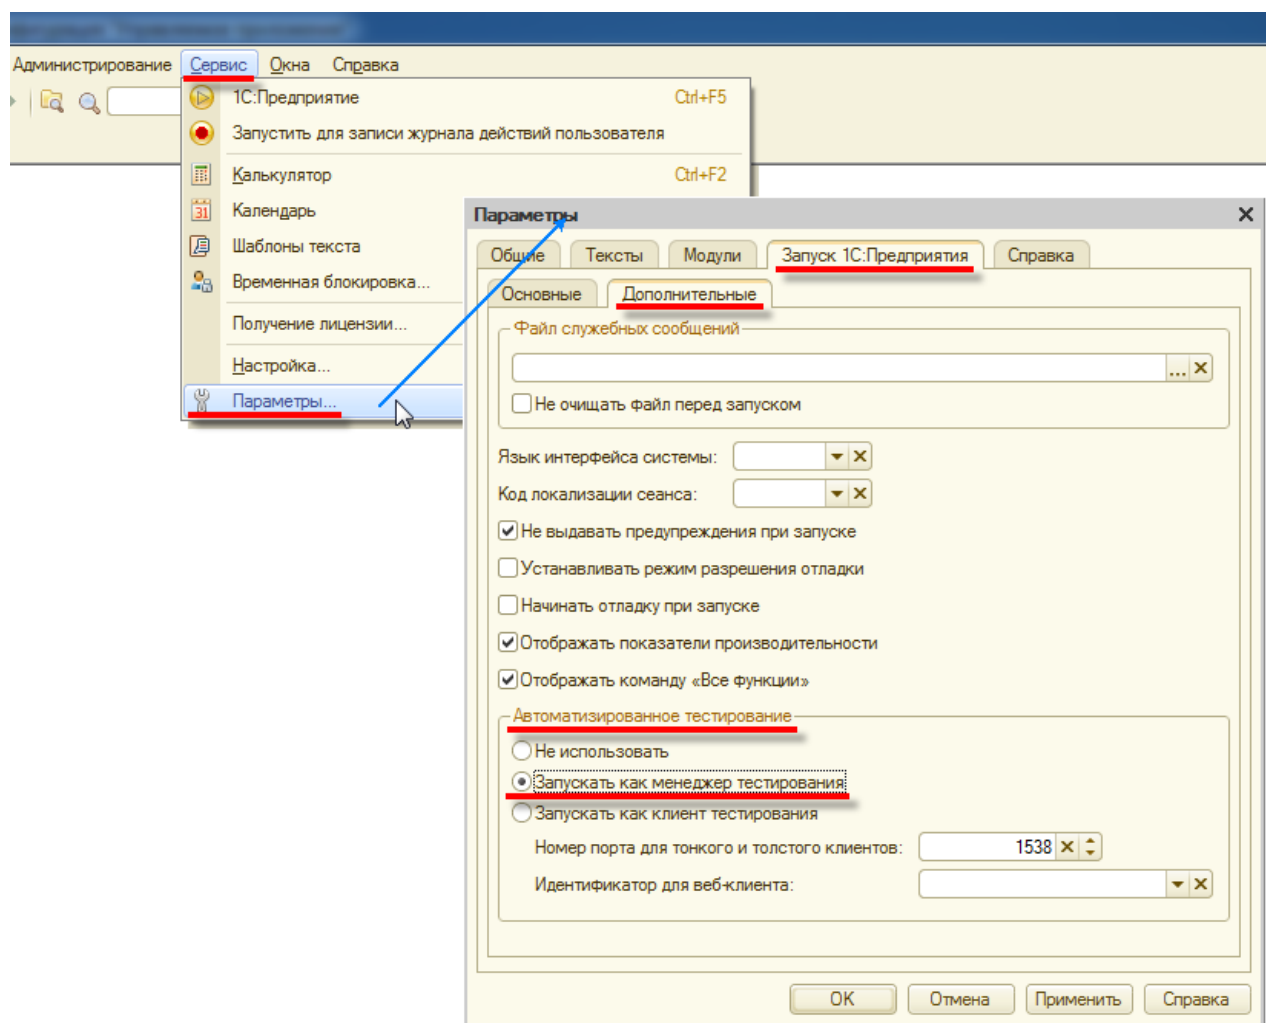 Администрирование Сервис Окна Справка
1С:Предприятие Ctrl+F5
Запустить для записи журнала действий пользователя
Калькулятор Ctrl+F2
31 Календарь
Шаблоны текста
Временная блокировка...
Получение лицензии...
Настройка...
Параметры...
Параметры
Общие Тексты Модули Запуск 1С:Предприятия Справка
Основные Дополнительные
Файл служебных сообщений
...
Не очищать файл перед запуском
Язык интерфейса системы:
Код локализации сеанса:
Не выдавать предупреждения при запуске
Устанавливать режим разрешения отладки
Начинать отладку при запуске
Отображать показатели производительности
Отображать команду «Все функции»
Автоматизированное тестирование
Не использовать
Запускать как менеджер тестирования
Запускать как клиент тестирования
Номер порта для тонкого и толстого клиентов: 1538
Идентификатор для веб-клиента:
OK Отмена Применить Справка